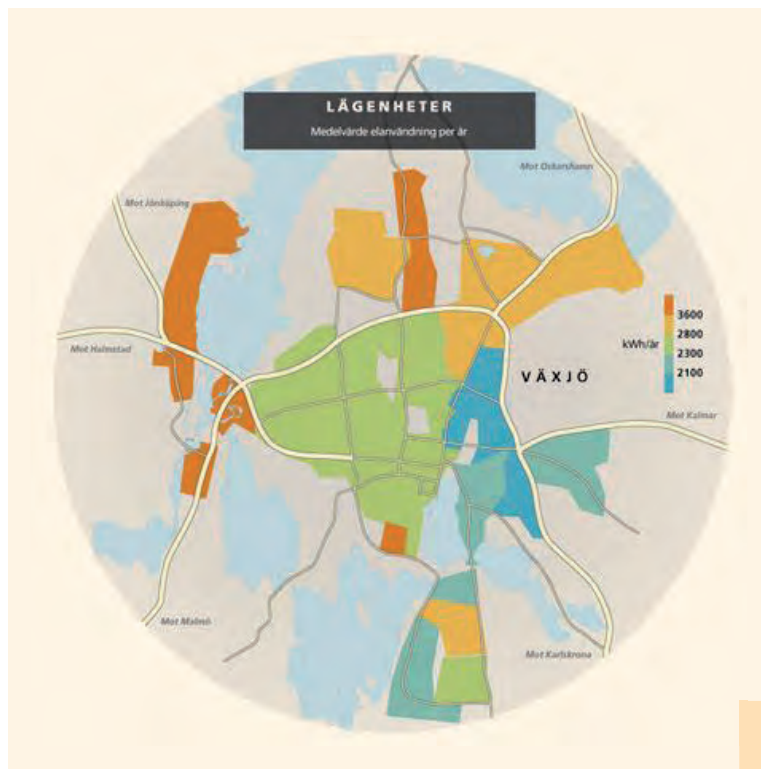 LÄGENHETER
Medelvärde elanvändning per år
Mot Oskarshamn
Mot Jönköping
3600
2800
kWh/år
2300
2100
Mot Halmstad
VÄXJÖ
Mot Kalmar
Mot Malmö
Mot Karlskrona